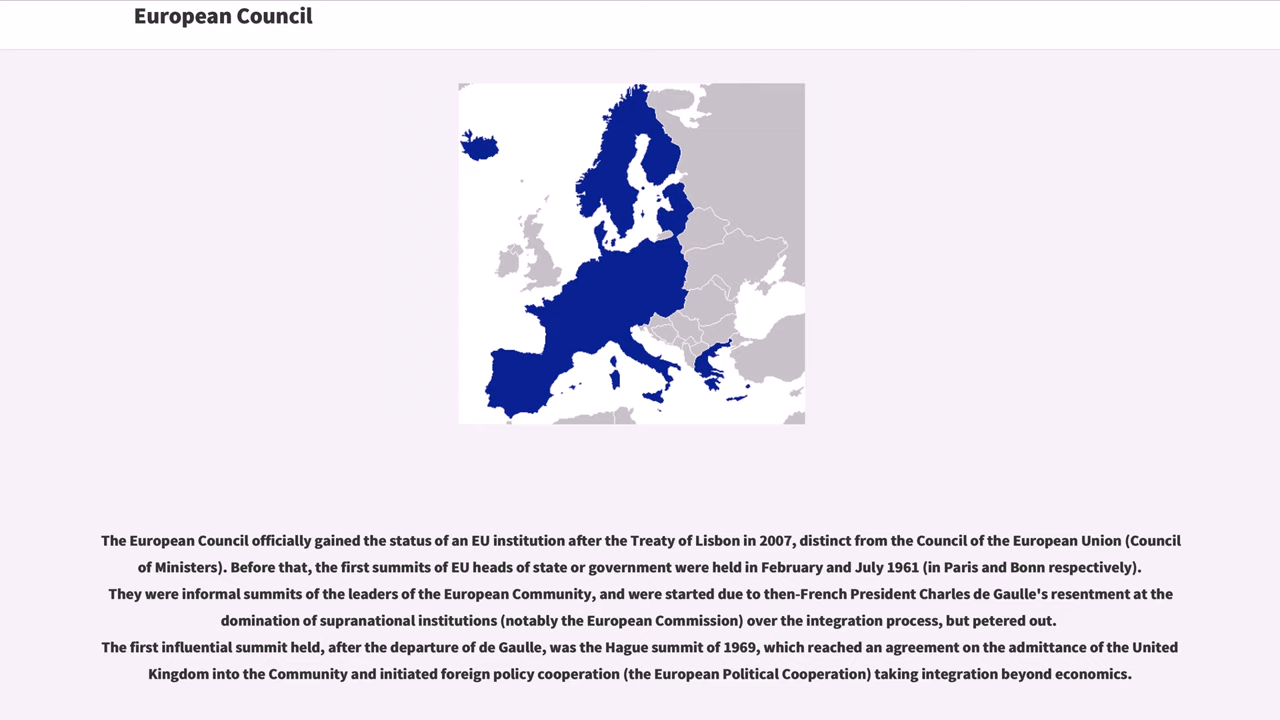 European Council
The European Council officially gained the status of an EU institution after the Treaty of Lisbon in 2007, distinct from the Council of the European Union (Council
of Ministers). Before that, the first summits of EU heads of state or government were held in February and July 1961 (in Paris and Bonn respectively).
They were informal summits of the leaders of the European Community, and were started due to then-French President Charles de Gaulle's resentment at the
domination of supranational institutions (notably the European Commission) over the integration process, but petered out.
The first influential summit held, after the departure of de Gaulle, was the Hague summit of 1969, which reached an agreement on the admittance of the United
Kingdom into the Community and initiated foreign policy cooperation (the European Political Cooperation) taking integration beyond economics.